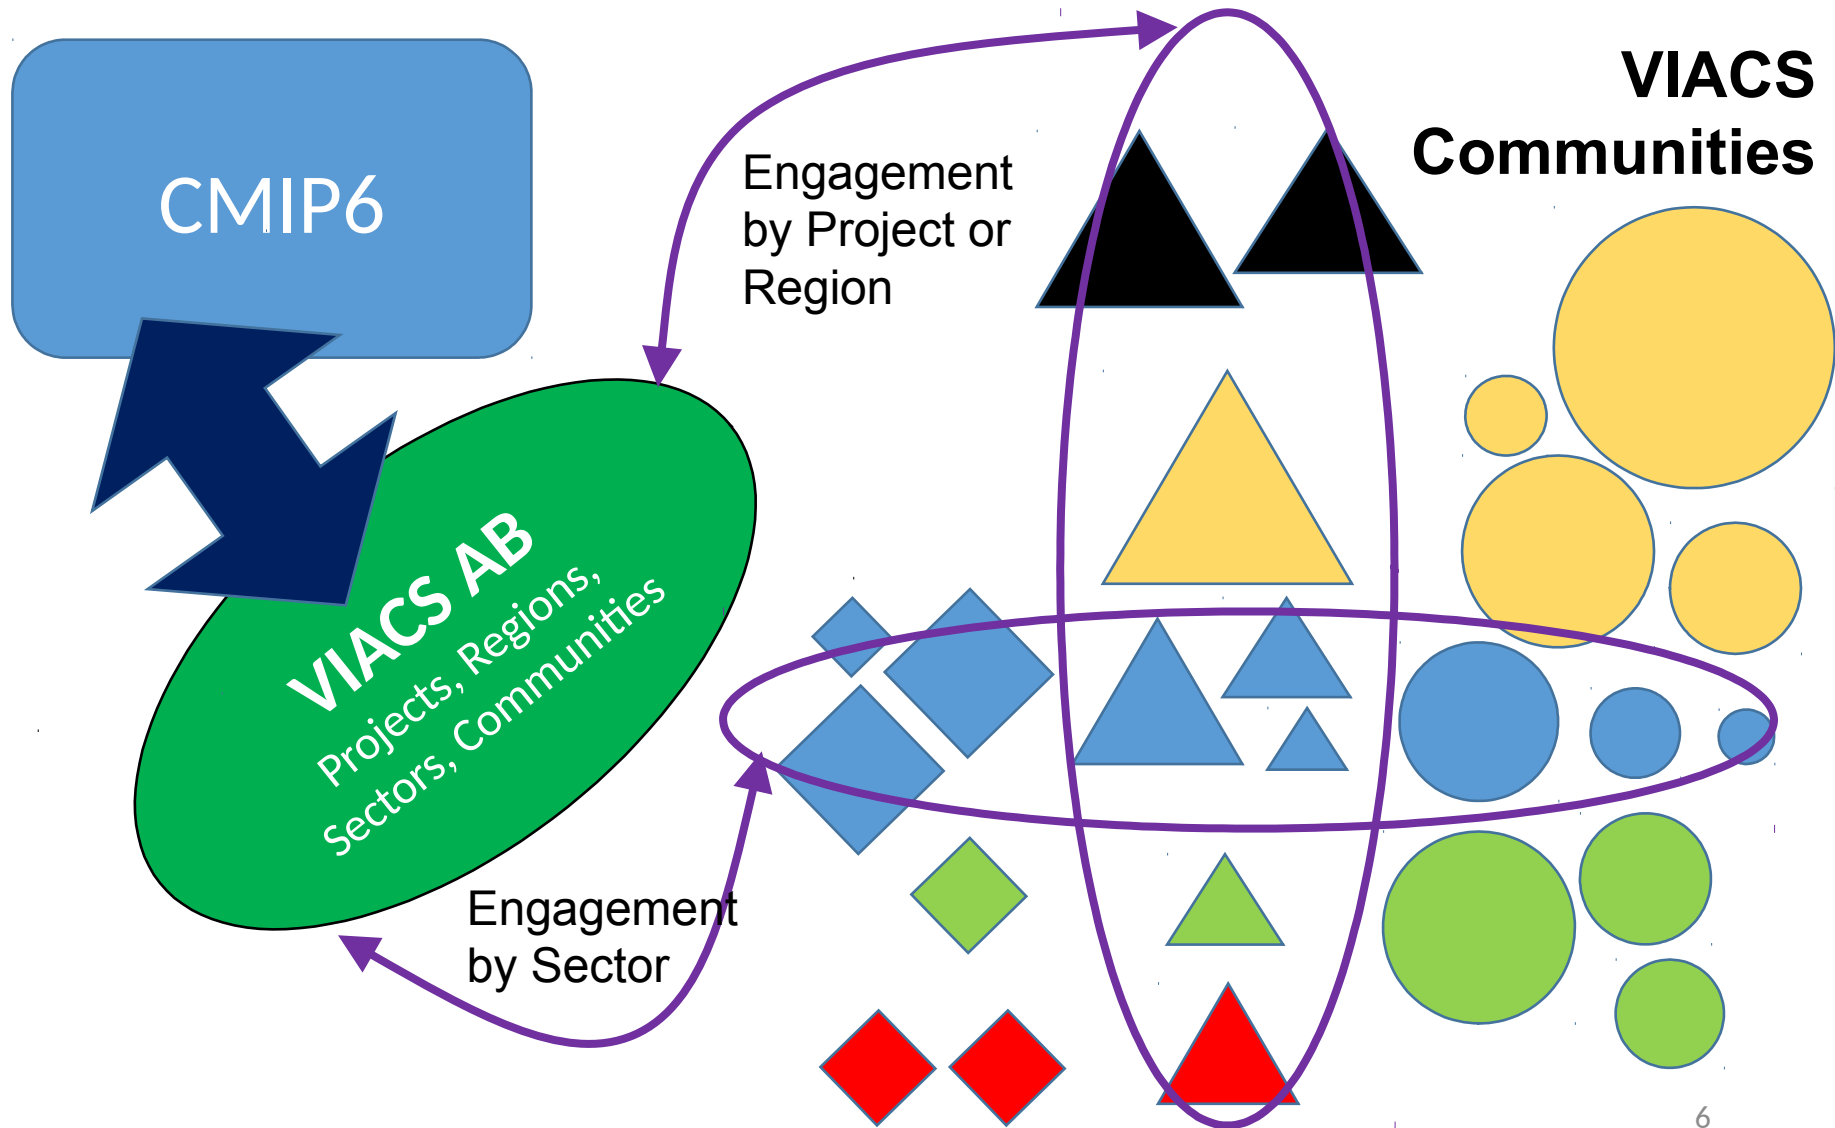 CMIP6
Engagement
by Project or
Region
VIACS
Communities
VIACS AB
Projects, Regions,
Sectors, Communities
Engagement
by Sector
6